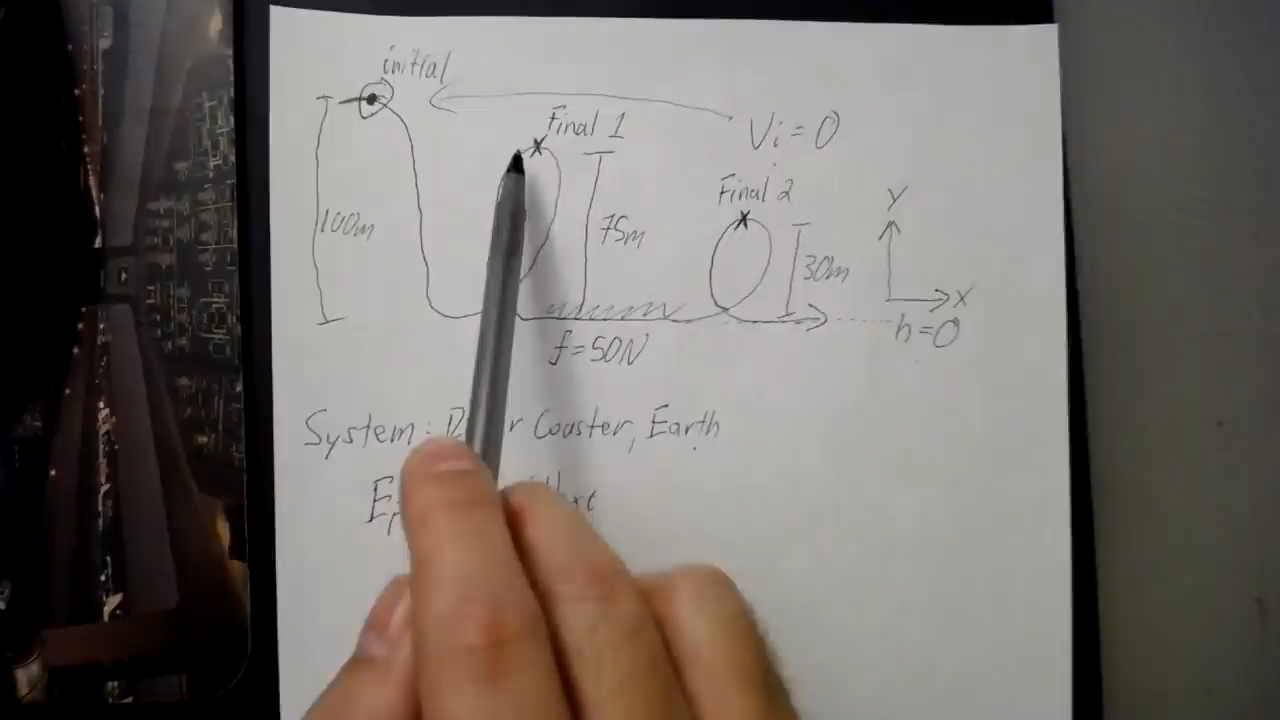 initial
Final 1
Vi=0
Final 2
Y
100m
75m
30m
X
h=0
f=50N
System: Coaster, Earth